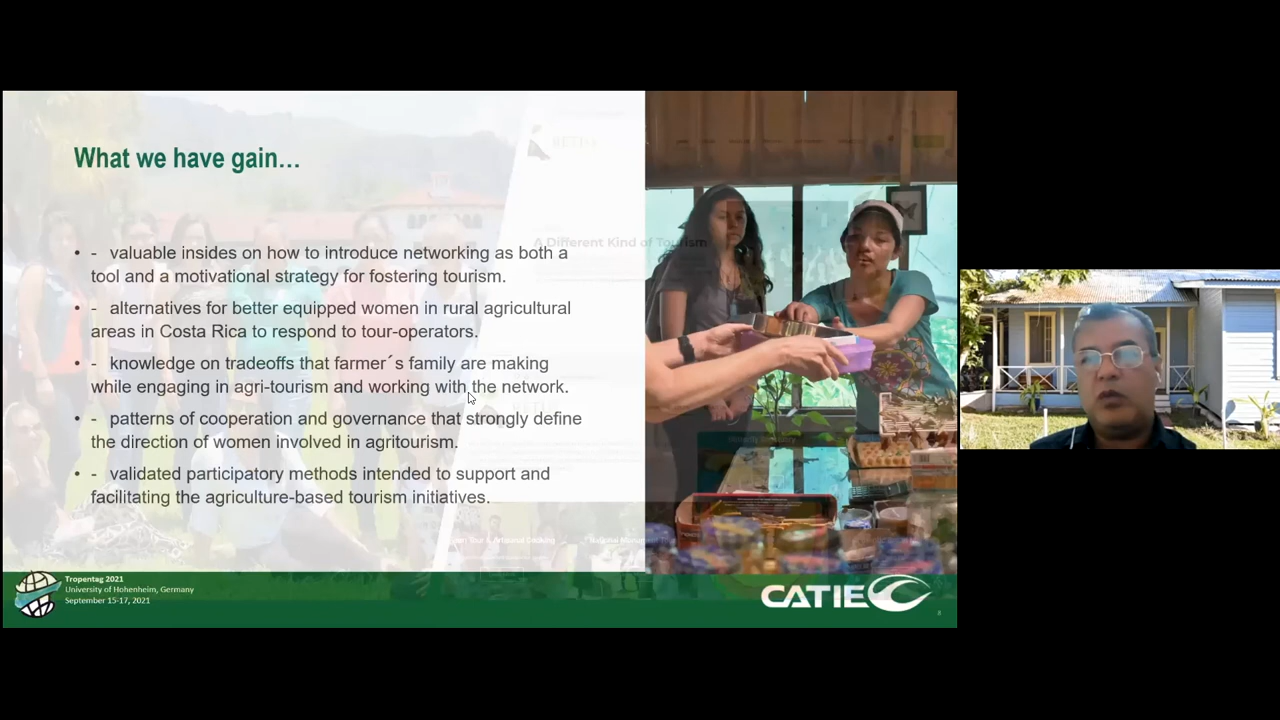 What we have gain…
A Different Kind of Tourism
• - valuable insides on how to introduce networking as both a
tool and a motivational strategy for fostering tourism.
• - alternatives for better equipped women in rural agricultural
areas in Costa Rica to respond to tour-operators.
• - knowledge on tradeoffs that farmer´s family are making
while engaging in agri-tourism and working with the network.
• - patterns of cooperation and governance that strongly define
the direction of women involved in agritourism.
• - validated participatory methods intended to support and
facilitating the agriculture-based tourism initiatives.
Tropentag 2021
University of Hohenheim, Germany
September 15-17, 2021
CATIE
8